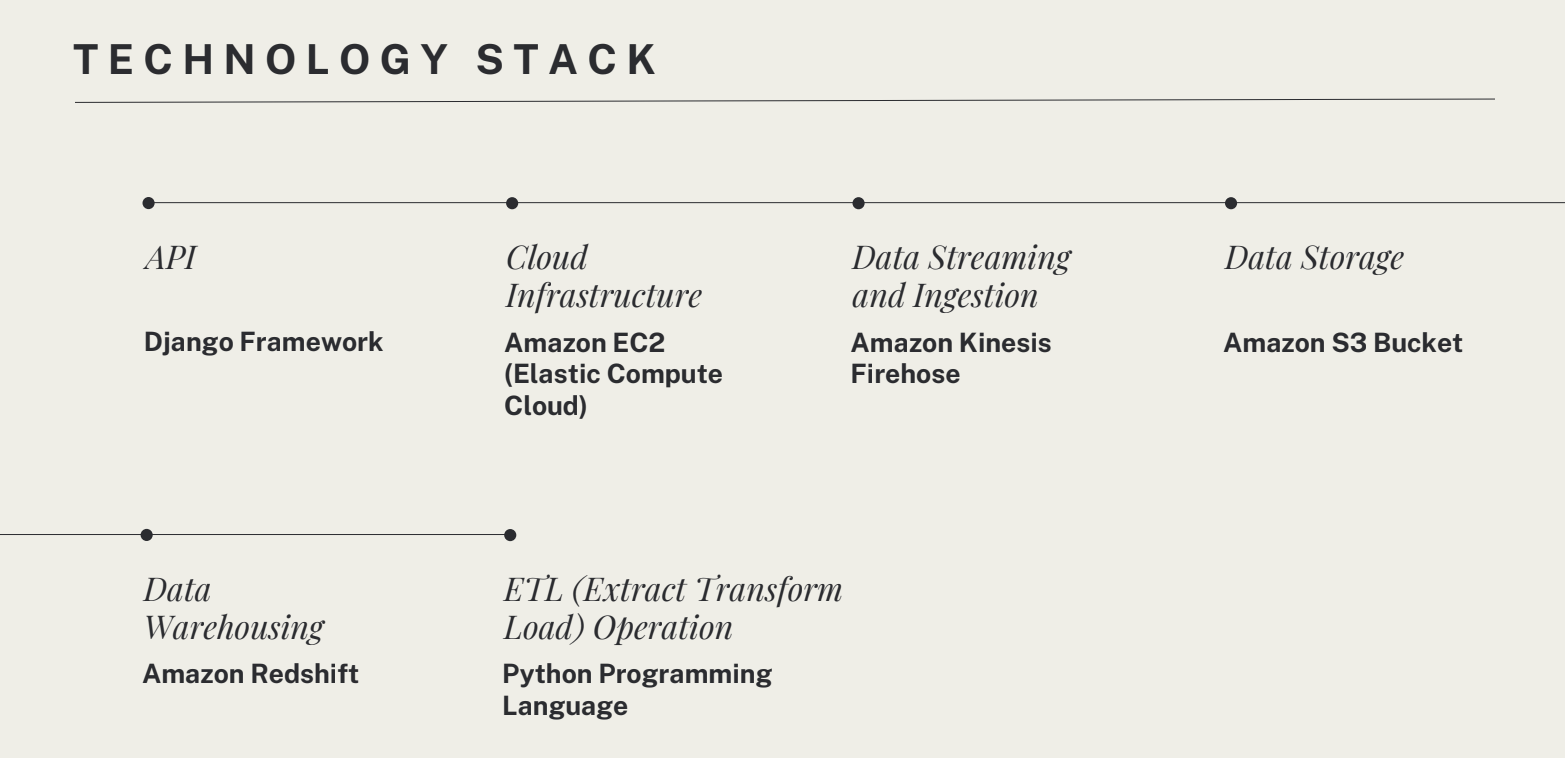 TECHNOLOGY STACK
API
Cloud
Infrastructure
Data Streaming
and Ingestion
Data Storage
Django Framework
Amazon EC2
(Elastic Compute
Cloud)
Amazon Kinesis
Firehose
Amazon S3 Bucket
Data
Warehousing
ETL (Extract Transform
Load) Operation
Amazon Redshift
Python Programming
Language